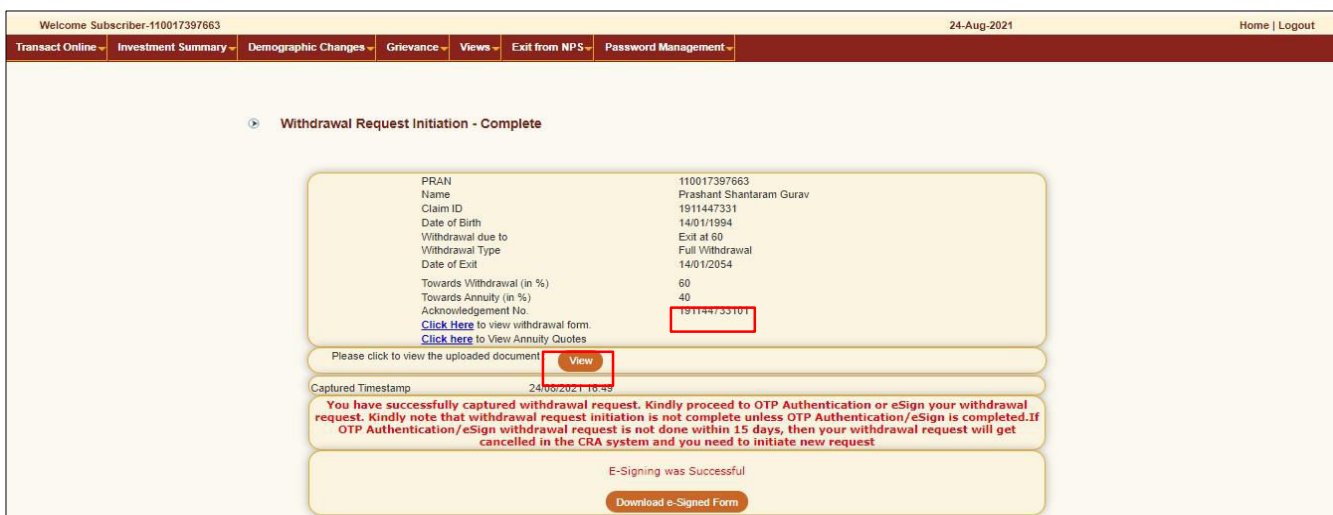 Welcome Subscriber-110017397663 24-Aug-2021 Home | Logout
Transact Online Investment Summary Demographic Changes Grievance Views Exit from NPS Password Management
Withdrawal Request Initiation - Complete
PRAN 110017397663
Name Prashant Shantaram Gurav
Claim ID 1911447331
Date of Birth 14/01/1994
Withdrawal due to Exit at 60
Withdrawal Type Full Withdrawal
Date of Exit 14/01/2054
Towards Withdrawal (in %) 60
Towards Annuity (in %) 40
Acknowledgement No. 191144733101
Click Here to view withdrawal form.
Click here to View Annuity Quotes
Please click to view the uploaded document View
Captured Timestamp 24/08/2021 16:49
You have successfully captured withdrawal request. Kindly proceed to OTP Authentication or eSign your withdrawal
request. Kindly note that withdrawal request initiation is not complete unless OTP Authentication/eSign is completed.If
OTP Authentication/eSign withdrawal request is not done within 15 days, then your withdrawal request will get
cancelled in the CRA system and you need to initiate new request
E-Signing was Successful
Download e-Signed Form